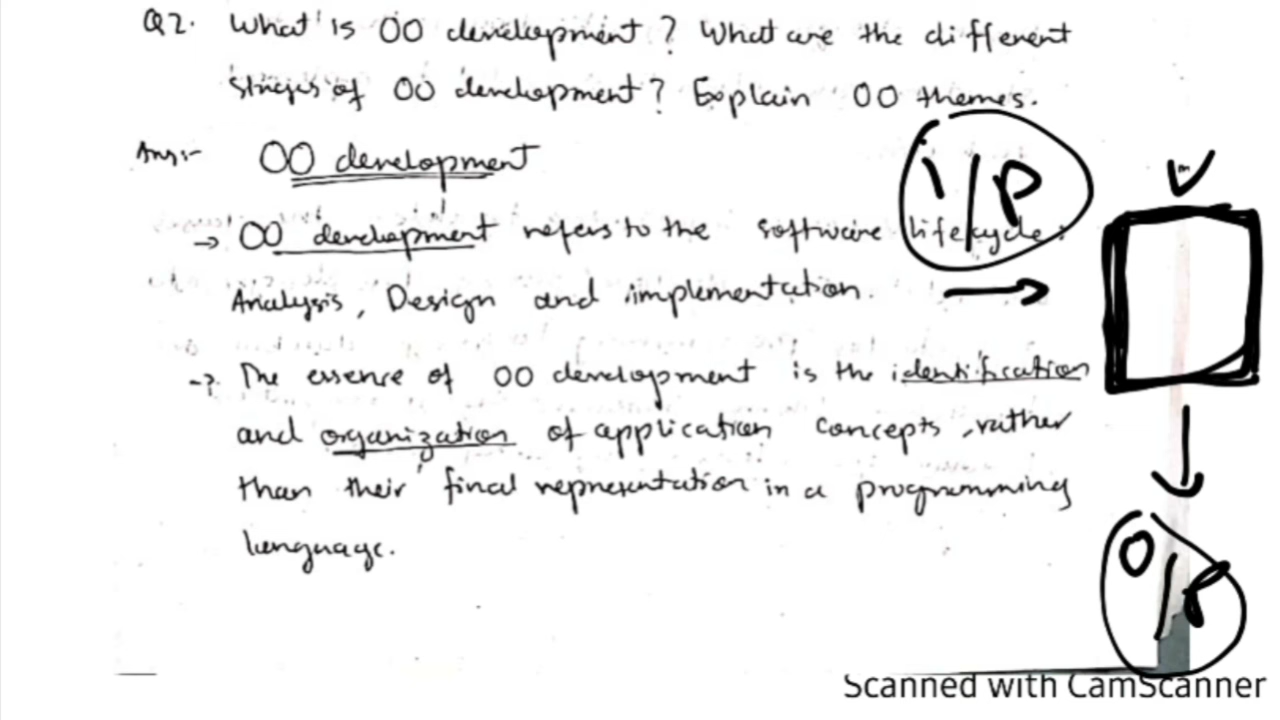 Q2. What is OO development? What are the different
stages of OO development? Explain OO themes.
Ans:- OO development
→ OO development refers to the software lifecycle:
Analysis, Design and implementation.
→ The essence of OO development is the identification
and organization of application concepts, rather
than their final representation in a programming
language.
I/P
O/P
Scanned with CamScanner